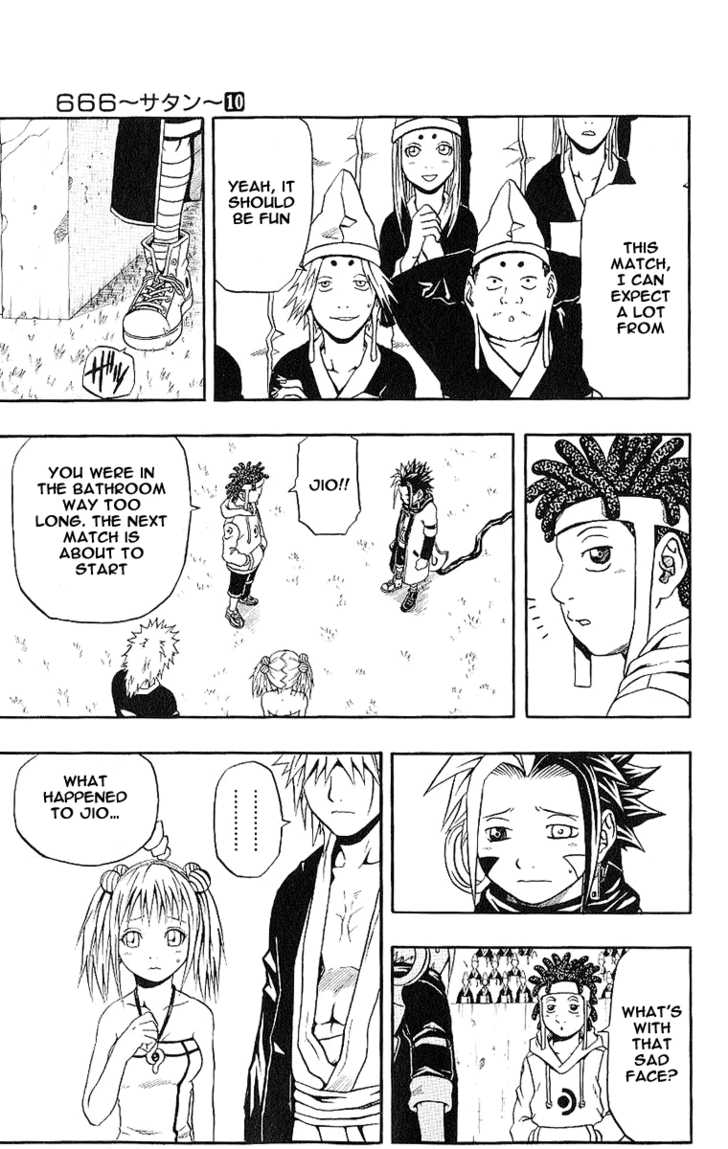 666～サタン～10
THIS
MATCH,
I CAN
EXPECT
A LOT
FROM
YEAH, IT
SHOULD
BE FUN
JIO!!
YOU WERE IN
THE BATHROOM
WAY TOO
LONG. THE NEXT
MATCH IS
ABOUT TO
START
WHAT'S
WITH
THAT
SAD
FACE?
.........
WHAT
HAPPENED
TO JIO...